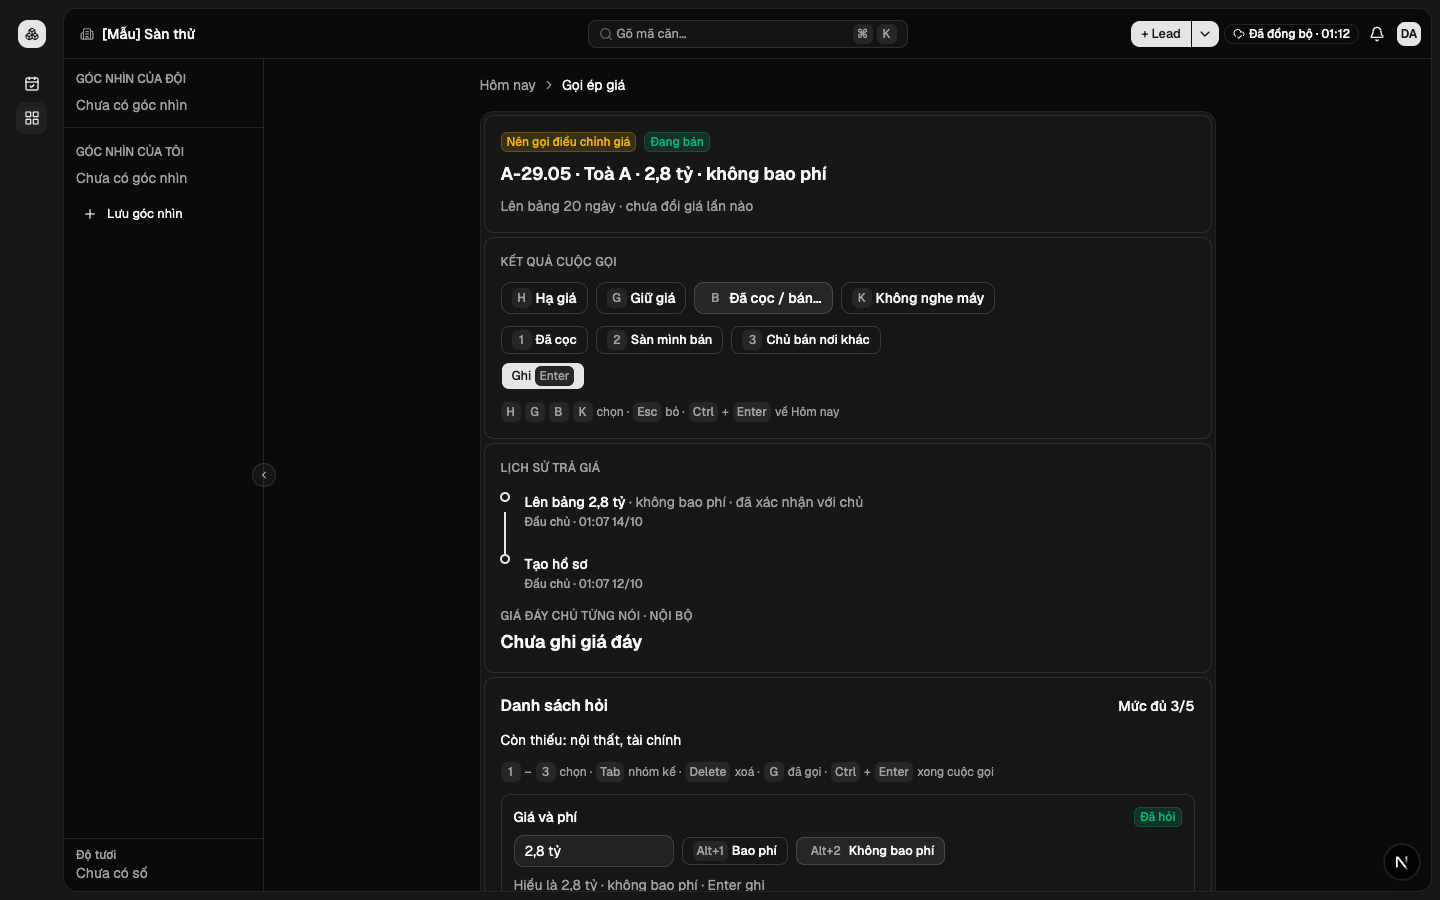 [Mẫu] Sàn thử
Gõ mã căn...
⌘ K
+ Lead
Đã đồng bộ · 01:12
DA
GÓC NHÌN CỦA ĐỘI
Chưa có góc nhìn
GÓC NHÌN CỦA TÔI
Chưa có góc nhìn
+ Lưu góc nhìn
Độ tươi
Chưa có số
Hôm nay > Gọi ép giá
Nên gọi điều chỉnh giá Đang bán
A-29.05 · Toà A · 2,8 tỷ · không bao phí
Lên bảng 20 ngày · chưa đổi giá lần nào
KẾT QUẢ CUỘC GỌI
H Hạ giá G Giữ giá B Đã cọc / bán... K Không nghe máy
1 Đã cọc 2 Sàn mình bán 3 Chủ bán nơi khác
Ghi Enter
H G B K chọn · Esc bỏ · Ctrl + Enter về Hôm nay
LỊCH SỬ TRẢ GIÁ
Lên bảng 2,8 tỷ · không bao phí · đã xác nhận với chủ
Đầu chủ · 01:07 14/10
Tạo hồ sơ
Đầu chủ · 01:07 12/10
GIÁ ĐÁY CHỦ TỪNG NÓI · NỘI BỘ
Chưa ghi giá đáy
Danh sách hỏi Mức đủ 3/5
Còn thiếu: nội thất, tài chính
1 – 3 chọn · Tab nhóm kế · Delete xoá · G đã gọi · Ctrl + Enter xong cuộc gọi
Giá và phí Đã hỏi
2,8 tỷ Alt+1 Bao phí Alt+2 Không bao phí
Hiểu là 2,8 tỷ · không bao phí · Enter ghi
N